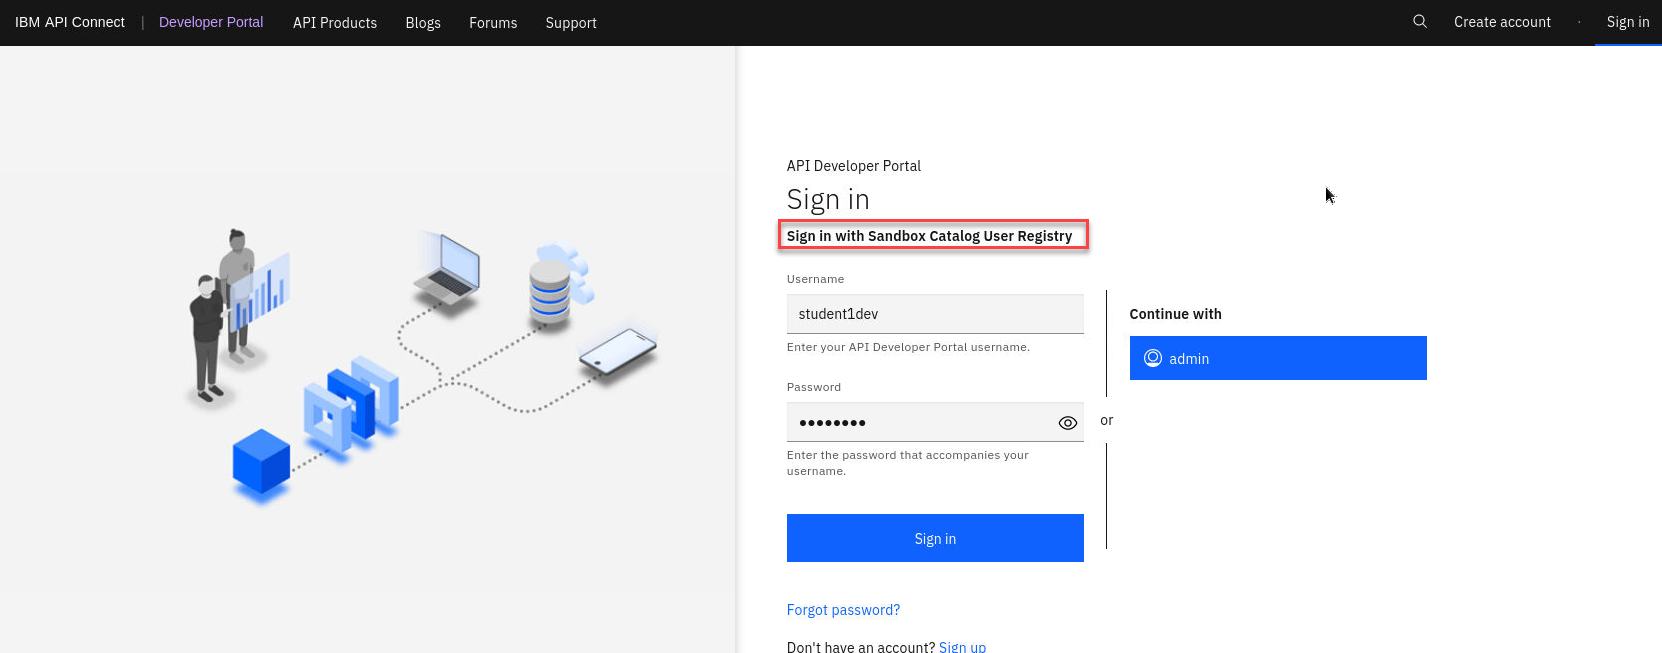 IBM API Connect | Developer Portal API Products Blogs Forums Support Create account · Sign in
API Developer Portal
Sign in
Sign in with Sandbox Catalog User Registry
Username
student1dev
Enter your API Developer Portal username.
Password
••••••••
Enter the password that accompanies your
username.
Sign in
or
Continue with
admin
Forgot password?
Don't have an account? Sign up